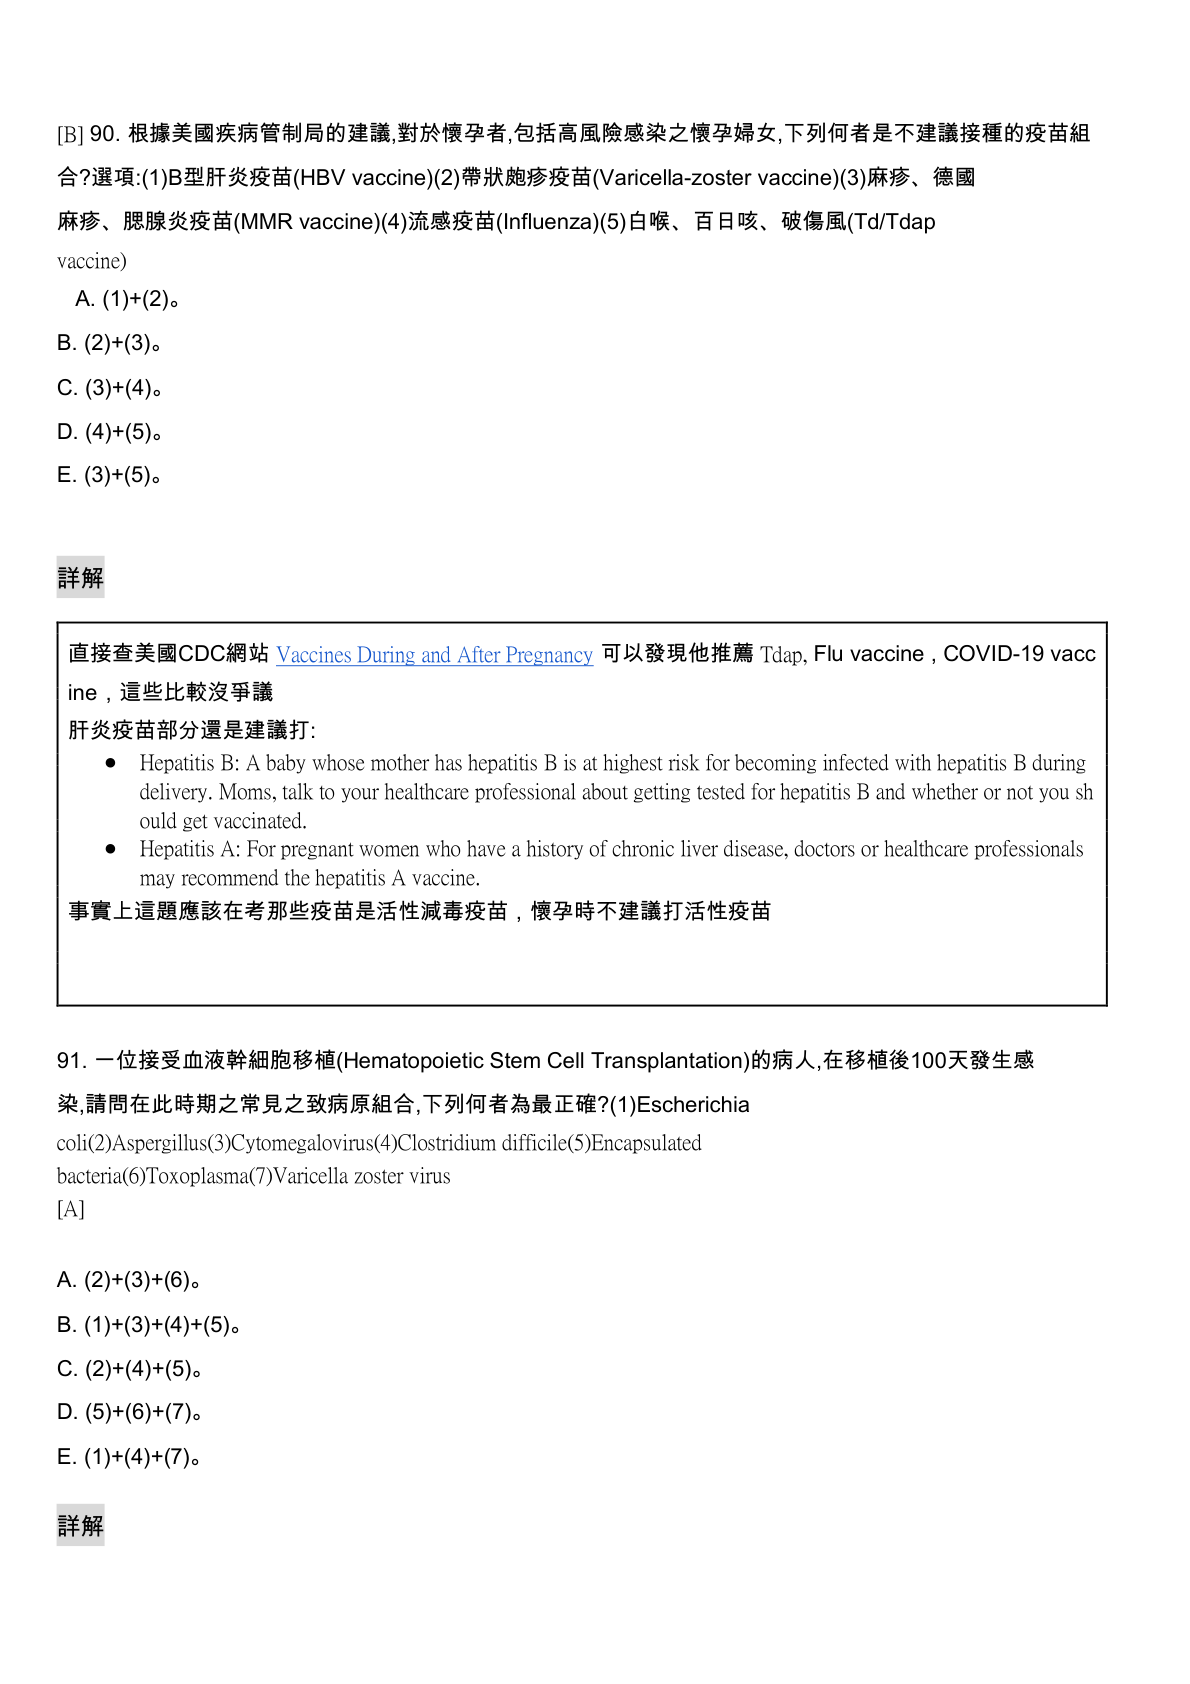 [B] 90. 根據美國疾病管制局的建議,對於懷孕者,包括高風險感染之懷孕婦女,下列何者是不建議接種的疫苗組
合?選項:(1)B型肝炎疫苗(HBV vaccine)(2)帶狀皰疹疫苗(Varicella-zoster vaccine)(3)麻疹、德國
麻疹、腮腺炎疫苗(MMR vaccine)(4)流感疫苗(Influenza)(5)白喉、百日咳、破傷風(Td/Tdap
vaccine)
A. (1)+(2)。
B. (2)+(3)。
C. (3)+(4)。
D. (4)+(5)。
E. (3)+(5)。
詳解
直接查美國CDC網站 Vaccines During and After Pregnancy 可以發現他推薦 Tdap, Flu vaccine , COVID-19 vacc
ine，這些比較沒爭議
肝炎疫苗部分還是建議打:
● Hepatitis B: A baby whose mother has hepatitis B is at highest risk for becoming infected with hepatitis B during
delivery. Moms, talk to your healthcare professional about getting tested for hepatitis B and whether or not you sh
ould get vaccinated.
● Hepatitis A: For pregnant women who have a history of chronic liver disease, doctors or healthcare professionals
may recommend the hepatitis A vaccine.
事實上這題應該在考那些疫苗是活性減毒疫苗，懷孕時不建議打活性疫苗
91. 一位接受血液幹細胞移植(Hematopoietic Stem Cell Transplantation)的病人,在移植後100天發生感
染,請問在此時期之常見之致病原組合,下列何者為最正確?(1)Escherichia
coli(2)Aspergillus(3)Cytomegalovirus(4)Clostridium difficile(5)Encapsulated
bacteria(6)Toxoplasma(7)Varicella zoster virus
[A]
A. (2)+(3)+(6)。
B. (1)+(3)+(4)+(5)。
C. (2)+(4)+(5)。
D. (5)+(6)+(7)。
E. (1)+(4)+(7)。
詳解